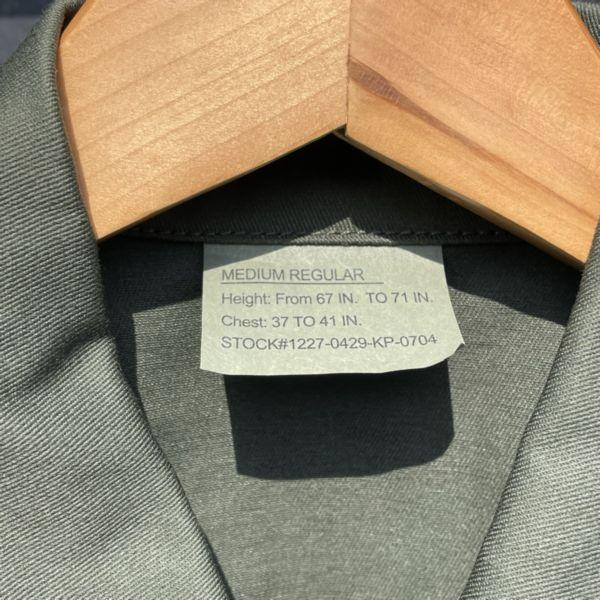 MEDIUM REGULAR
Height: From 67 IN. TO 71 IN.
Chest: 37 TO 41 IN.
STOCK#1227-0429-KP-0704